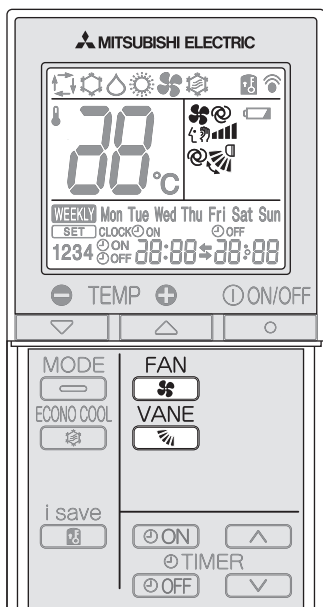 MITSUBISHI ELECTRIC
88°C
WEEKLY Mon Tue Wed Thu Fri Sat Sun
SET CLOCK ON OFF
1234 ON OFF 88:88 88:88
TEMP ON/OFF
MODE FAN
ECONO COOL VANE
i save
ON
TIMER
OFF